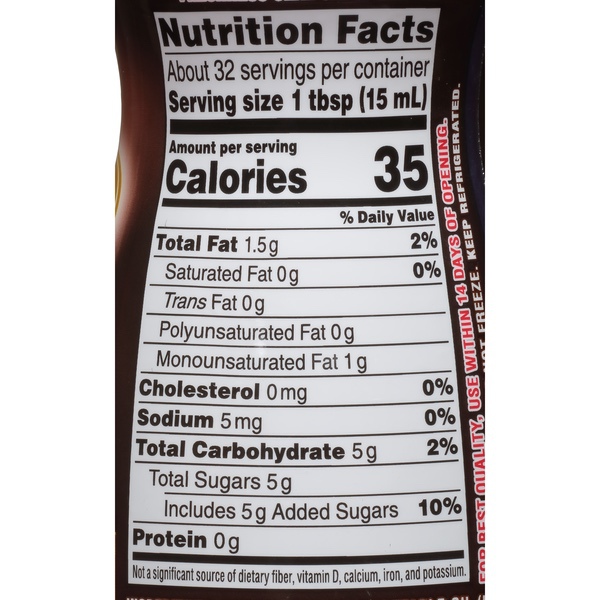 Nutrition Facts
About 32 servings per container
Serving size 1 tbsp (15 mL)
Amount per serving
Calories 35
% Daily Value
Total Fat 1.5g 2%
Saturated Fat 0g 0%
Trans Fat 0g
Polyunsaturated Fat 0g
Monounsaturated Fat 1g
Cholesterol 0mg 0%
Sodium 5mg 0%
Total Carbohydrate 5g 2%
Total Sugars 5g
Includes 5g Added Sugars 10%
Protein 0g
Not a significant source of dietary fiber, vitamin D, calcium, iron, and potassium.
FOR BEST QUALITY, USE WITHIN 14 DAYS OF OPENING.
NOT FREEZE. KEEP REFRIGERATED.